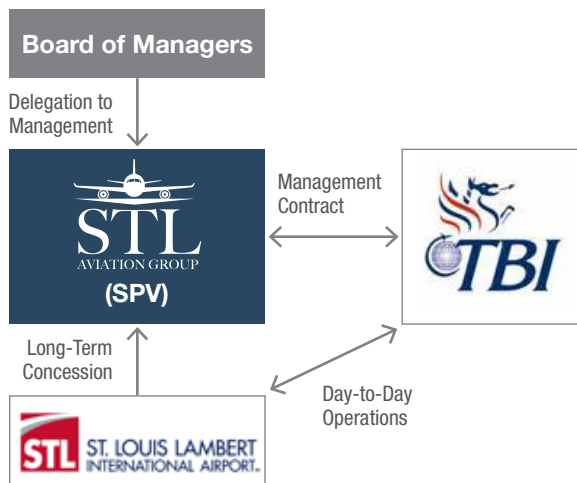 Board of Managers
Delegation to
Management
STL
AVIATION GROUP
(SPV)
Management
Contract
TBI
Long-Term
Concession
Day-to-Day
Operations
STL ST. LOUIS LAMBERT
INTERNATIONAL AIRPORT